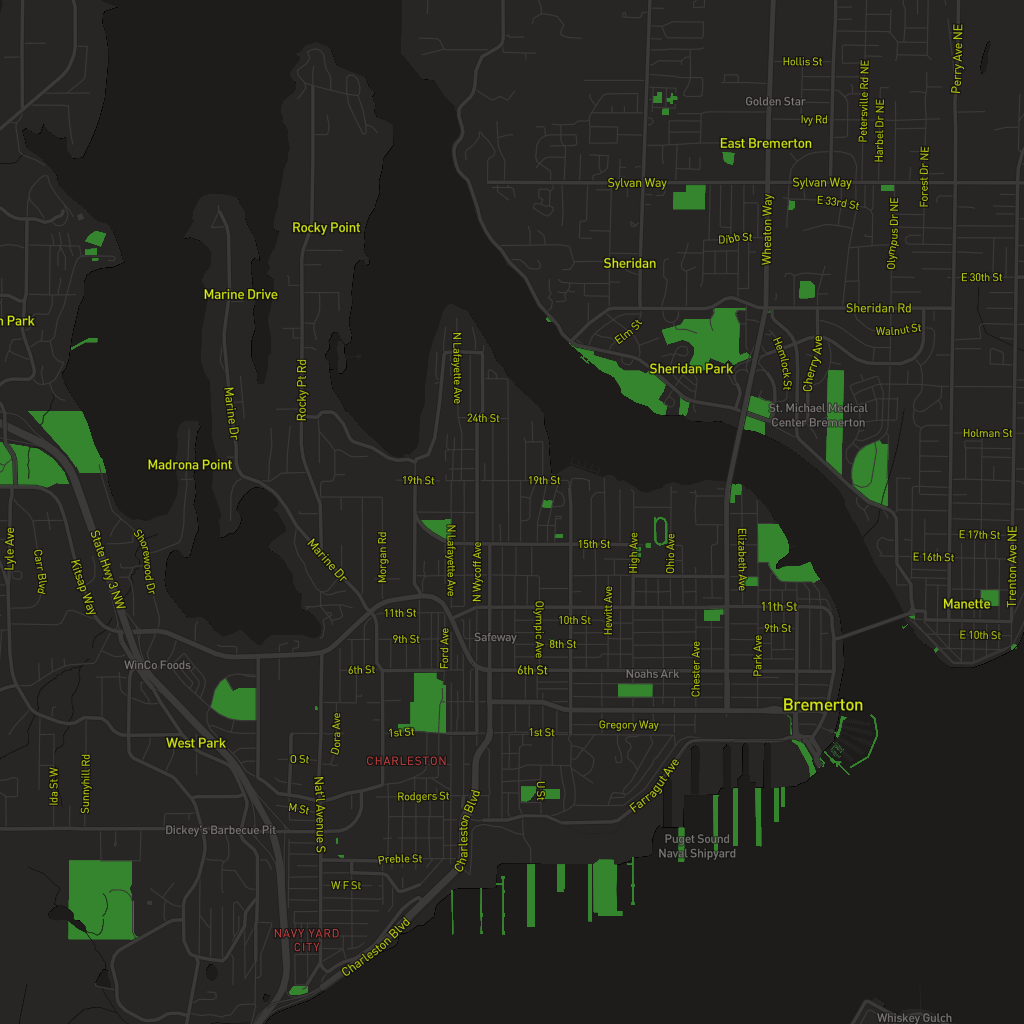 Hollis St
Perry Ave NE
Petersville Rd NE
Golden Star
Harbel Dr NE
Ivy Rd
East Bremerton
Forest Dr NE
Sylvan Way
Sylvan Way
E 33rd St
Wheaton Way
Olympus Dr NE
Rocky Point
Dibb St
Sheridan
E 30th St
Marine Drive
n Park
Sheridan Rd
Elm St
Walnut St
N Lafayette Ave
Hemlock St
Cherry Ave
Sheridan Park
Rocky Pt Rd
Marine Dr
St. Michael Medical
Center Bremerton
24th St
Holman St
Madrona Point
19th St
19th St
Lyle Ave
State Hwy 3 NW
Shorewood Dr
Carr Blvd
Kitsap Way
Marine Dr
Morgan Rd
N Lafayette Ave
N Wycoff Ave
15th St
High Ave
Ohio Ave
Elizabeth Ave
E 17th St
E 16th St
Trenton Ave NE
Manette
11th St
11th St
Hewitt Ave
Olympic Ave
10th St
9th St
E 10th St
9th St
Ford Ave
Safeway
8th St
Park Ave
Chester Ave
WinCo Foods
6th St
6th St
Noahs Ark
Bremerton
West Park
Dora Ave
1st St
1st St
Gregory Way
O St
CHARLESTON
Ida St W
Sunnyhill Rd
Nat'l Avenue S
M St
Rodgers St
U St
Farragut Ave
Charleston Blvd
Dickey's Barbecue Pit
Puget Sound
Naval Shipyard
Preble St
W F St
NAVY YARD
CITY
Charleston Blvd
Whiskey Gulch